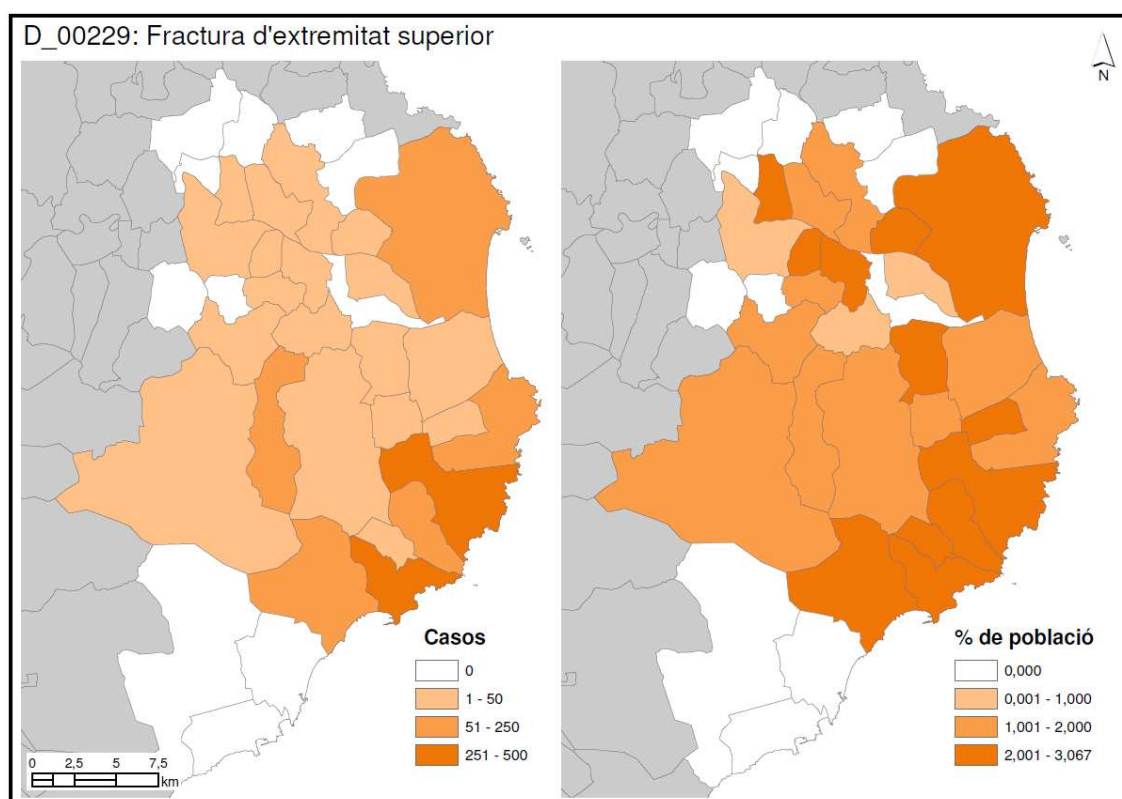 D_00229: Fractura d'extremitat superior
N
Casos
0
1 - 50
51 - 250
251 - 500
0 2,5 5 7,5
km
% de població
0,000
0,001 - 1,000
1,001 - 2,000
2,001 - 3,067